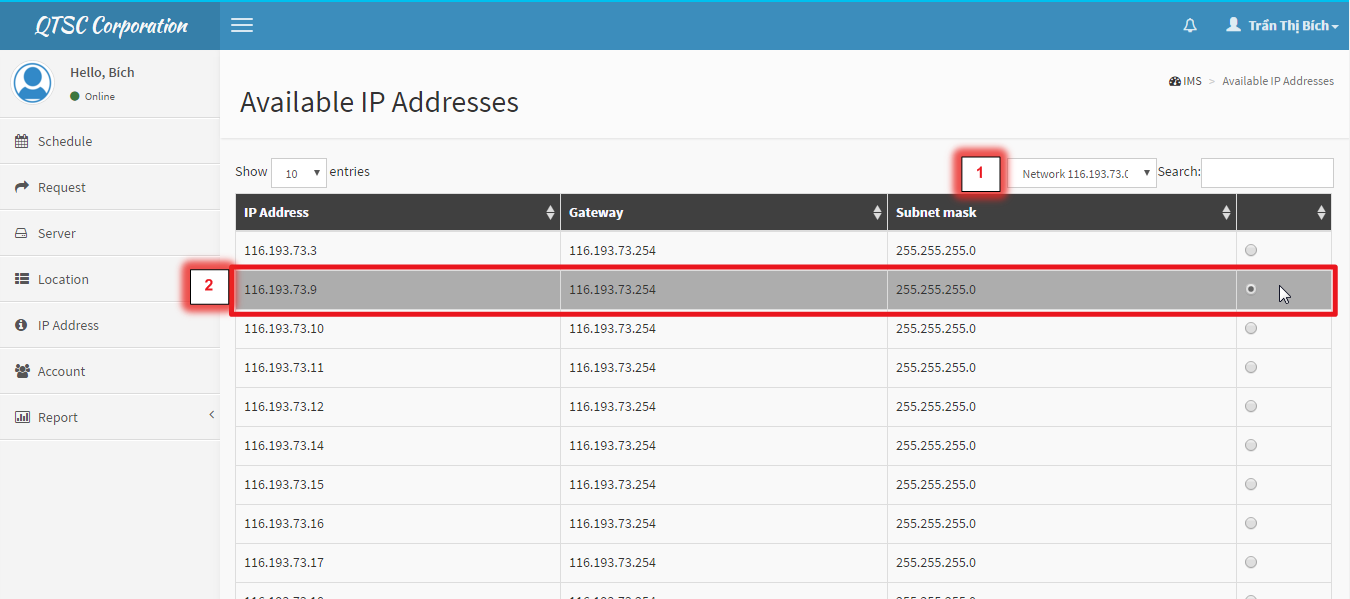 QTSC Corporation
Trần Thị Bích
Hello, Bích
Online
Schedule
Request
Server
Location
IP Address
Account
Report
Available IP Addresses
IMS > Available IP Addresses
Show 10 entries
1
Network 116.193.73.0
Search:
IP Address Gateway Subnet mask
116.193.73.3 116.193.73.254 255.255.255.0
2
116.193.73.9 116.193.73.254 255.255.255.0
116.193.73.10 116.193.73.254 255.255.255.0
116.193.73.11 116.193.73.254 255.255.255.0
116.193.73.12 116.193.73.254 255.255.255.0
116.193.73.14 116.193.73.254 255.255.255.0
116.193.73.15 116.193.73.254 255.255.255.0
116.193.73.16 116.193.73.254 255.255.255.0
116.193.73.17 116.193.73.254 255.255.255.0